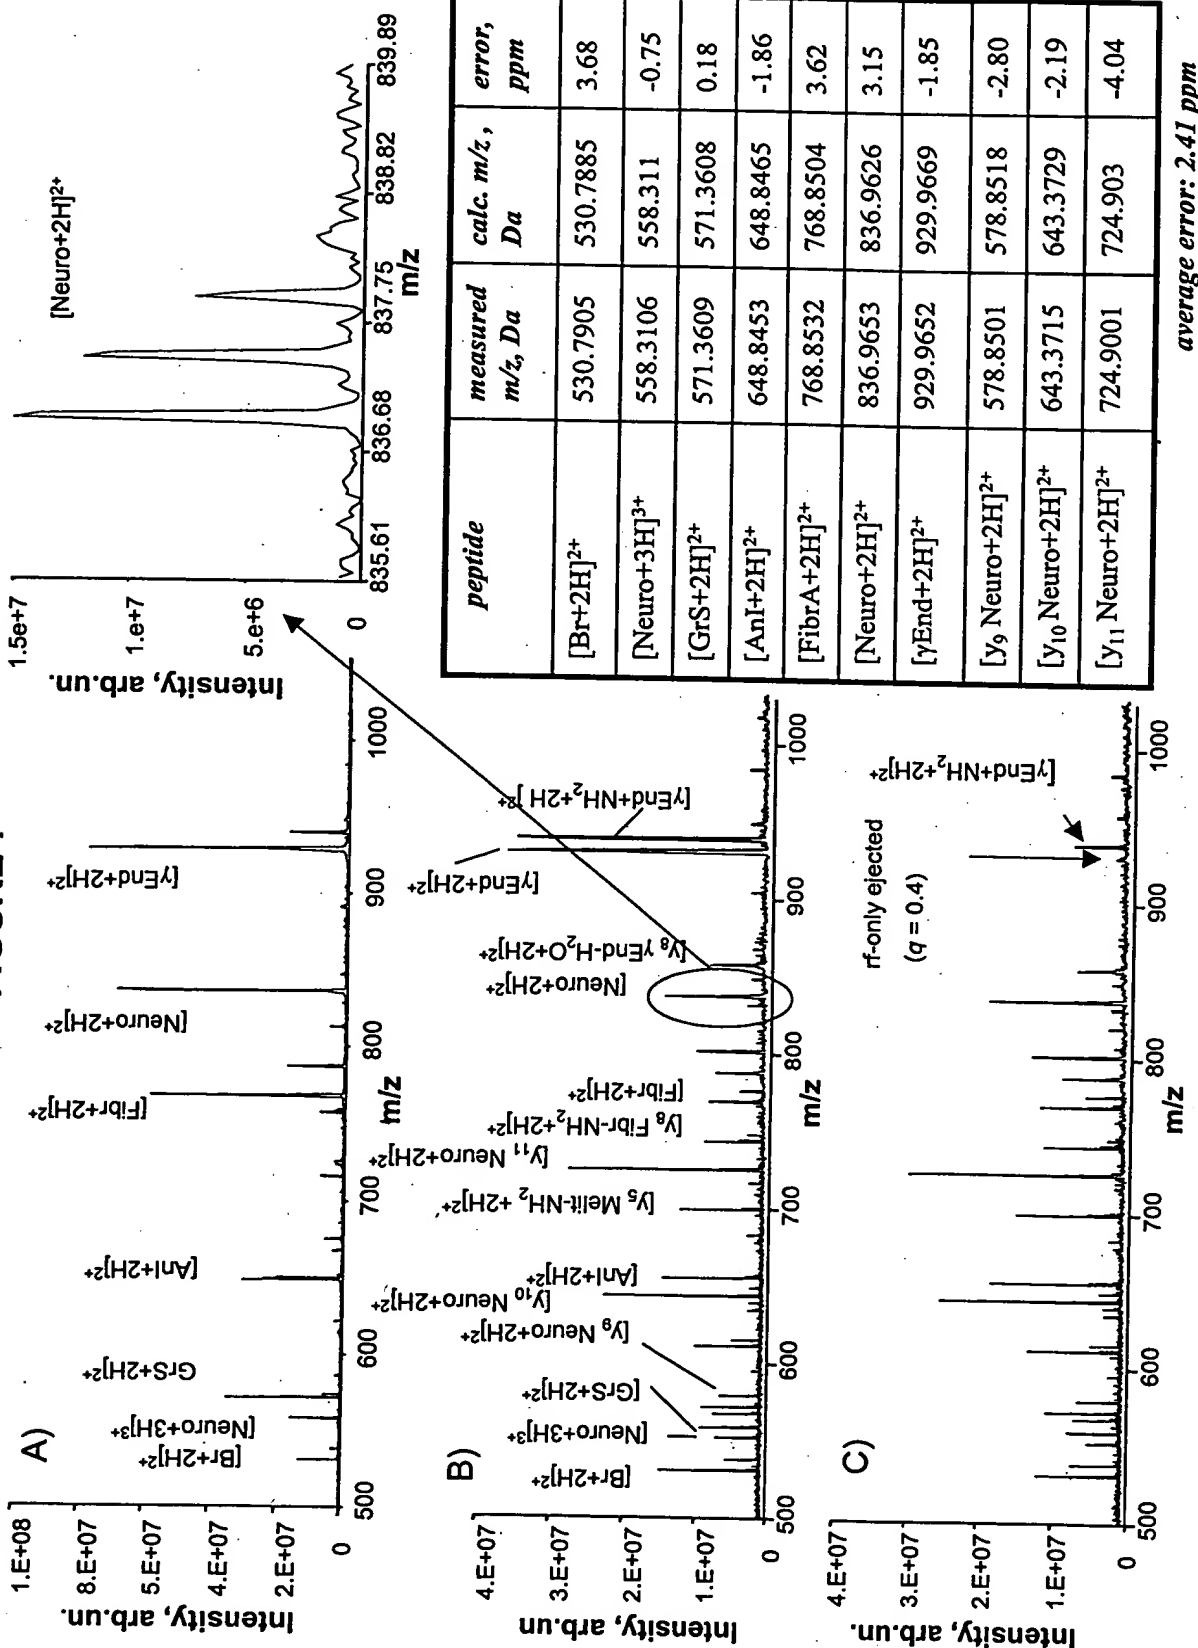 A)
Intensity, arb.un.
1.E+08
8.E+07
5.E+07
2.E+07
0
[Br+2H]²⁺
[Neuro+3H]³⁺
GrS+2H]²⁺
[AnI+2H]²⁺
[Fibr+2H]²⁺
[Neuro+2H]²⁺
[γEnd+2H]²⁺
500
600
700
800
900
1000
m/z
Intensity, arb.un.
1.5e+7
1.e+7
5.e+6
0
[Neuro+2H]²⁺
835.61
836.68
837.75
838.82
839.89
m/z
B)
Intensity, arb.un
4.E+07
3.E+07
2.E+07
1.E+07
0
[Br+2H]²⁺
[Neuro+3H]³⁺
[GrS+2H]²⁺
[y₉ Neuro+2H]²⁺
[y₁₀ Neuro+2H]²⁺
[AnI+2H]²⁺
[y₅ Melit-NH₂ +2H]²⁺
[y₁₁ Neuro+2H]²⁺
[y₈ Fibr-NH₂+2H]²⁺
[Fibr+2H]²⁺
[Neuro+2H]²⁺
[y₈ γEnd-H₂O+2H]²⁺
[γEnd+2H]²⁺
[γEnd+NH₂+2H ]²⁺
500
600
700
800
900
1000
m/z
C)
Intensity, arb.un.
4.E+07
3.E+07
2.E+07
1.E+07
0
rf-only ejected
(q = 0.4)
[γEnd+NH₂+2H]²⁺
500
600
700
800
900
1000
m/z
peptide measured m/z, Da calc. m/z, Da error, ppm
[Br+2H]²⁺ 530.7905 530.7885 3.68
[Neuro+3H]³⁺ 558.3106 558.311 -0.75
[GrS+2H]²⁺ 571.3609 571.3608 0.18
[AnI+2H]²⁺ 648.8453 648.8465 -1.86
[FibrA+2H]²⁺ 768.8532 768.8504 3.62
[Neuro+2H]²⁺ 836.9653 836.9626 3.15
[γEnd+2H]²⁺ 929.9652 929.9669 -1.85
[y₉ Neuro+2H]²⁺ 578.8501 578.8518 -2.80
[y₁₀ Neuro+2H]²⁺ 643.3715 643.3729 -2.19
[y₁₁ Neuro+2H]²⁺ 724.9001 724.903 -4.04
average error: 2.41 ppm